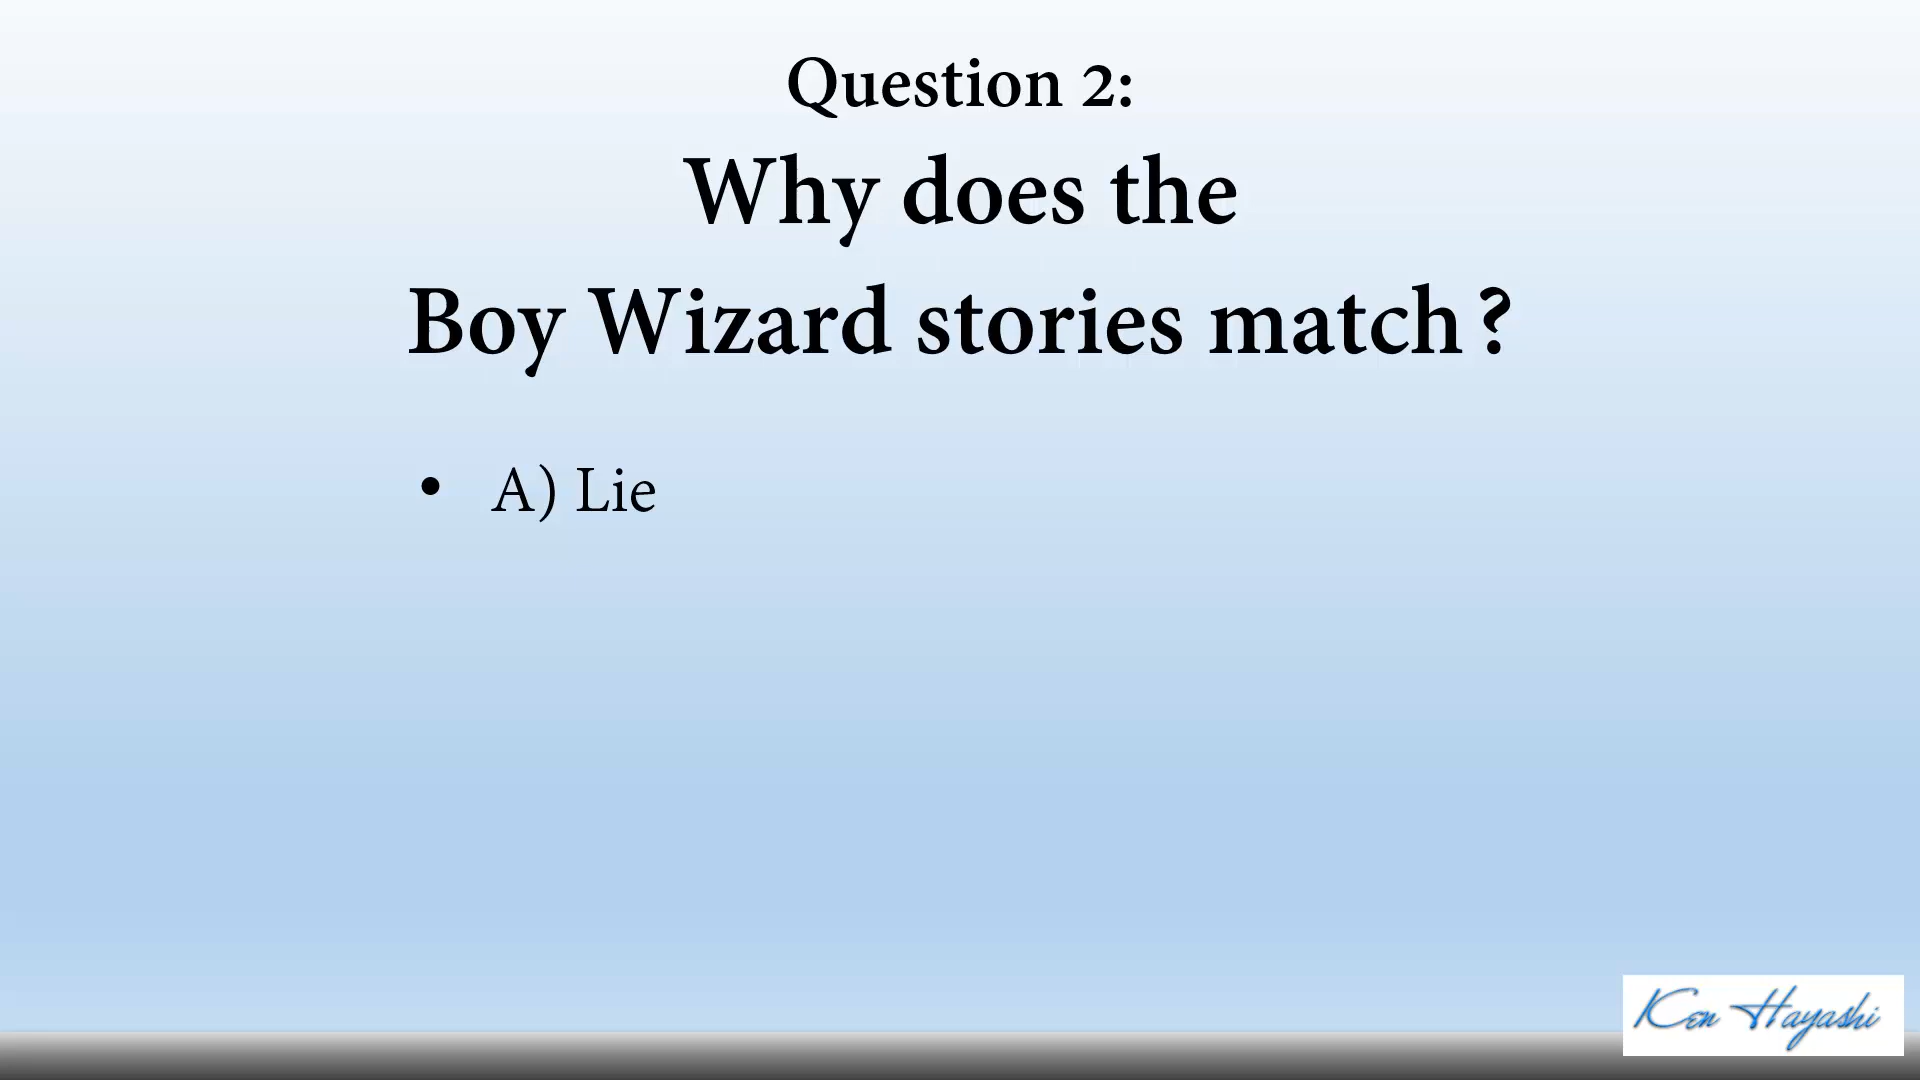 Question 2:
Why does the
Boy Wizard stories match?
• A) Lie
Ken Hayashi